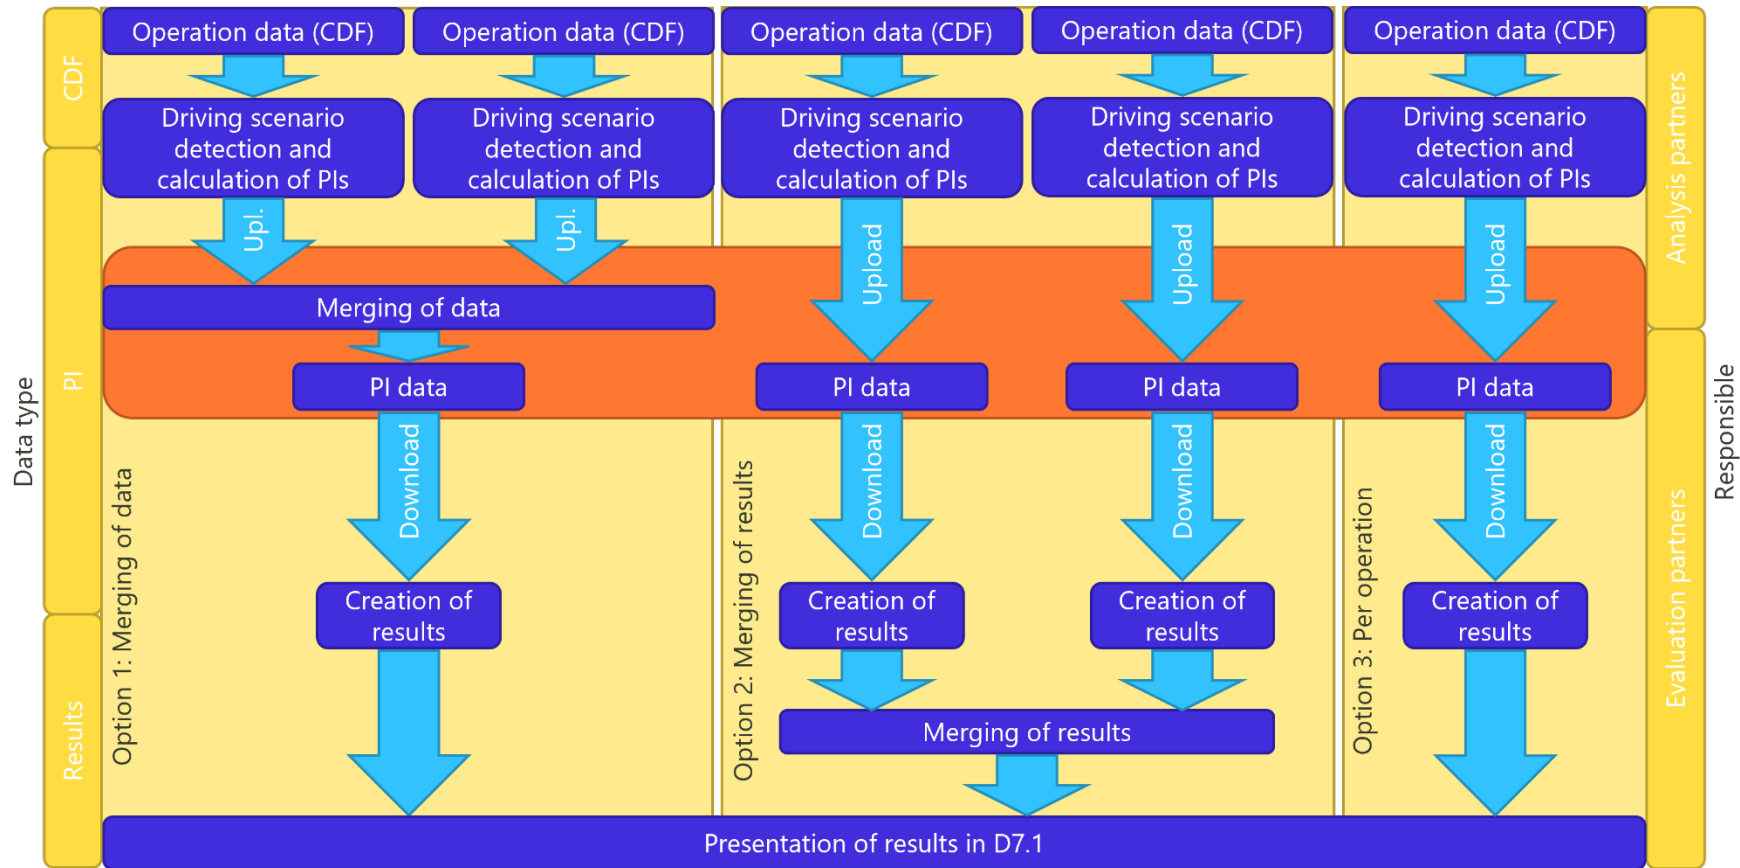 Operation data (CDF)
Operation data (CDF)
Operation data (CDF)
Operation data (CDF)
Operation data (CDF)
CDF
Driving scenario
detection and
calculation of PIs
Driving scenario
detection and
calculation of PIs
Driving scenario
detection and
calculation of PIs
Driving scenario
detection and
calculation of PIs
Driving scenario
detection and
calculation of PIs
Analysis partners
Upl.
Upl.
Upload
Upload
Upload
Merging of data
PI
PI data
PI data
PI data
PI data
Data type
Responsible
Download
Download
Download
Download
Option 1: Merging of data
Option 2: Merging of results
Option 3: Per operation
Evaluation partners
Creation of
results
Creation of
results
Creation of
results
Creation of
results
Results
Merging of results
Presentation of results in D7.1